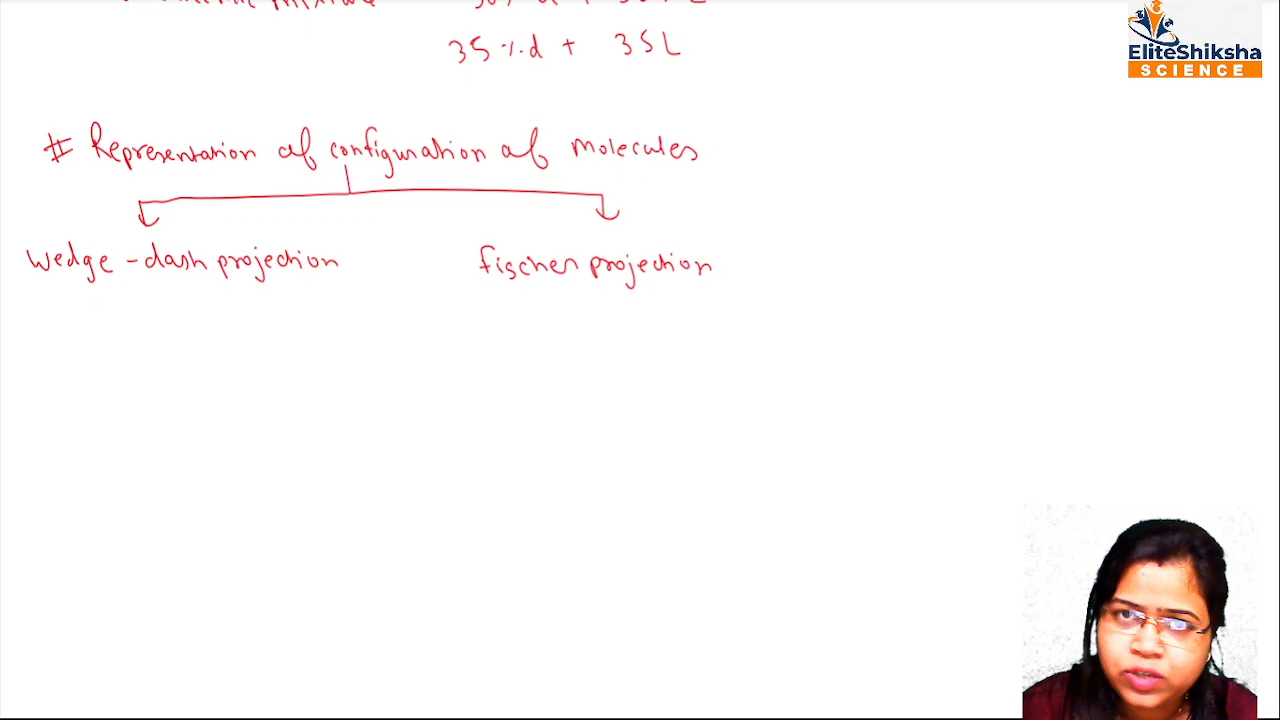 35 %d + 35 L
# Representation of configuration of molecules
wedge - dash projection
fischer projection
EliteShiksha
SCIENCE